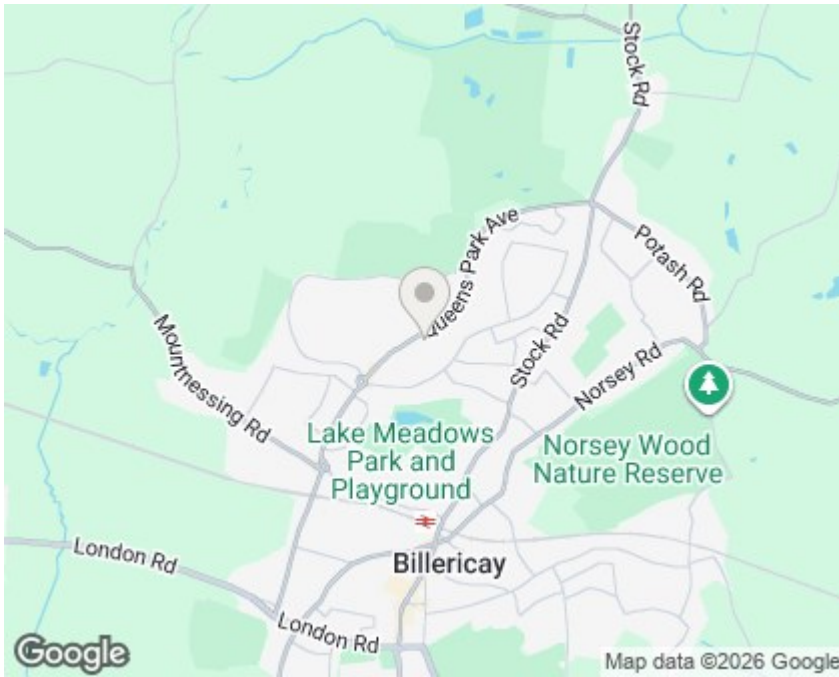 Stock Rd
Queens Park Ave
Potash Rd
Mountnessing Rd
Stock Rd
Norsey Rd
Lake Meadows
Park and
Playground
Norsey Wood
Nature Reserve
London Rd
Billericay
London Rd
Google
Map data ©2026 Google